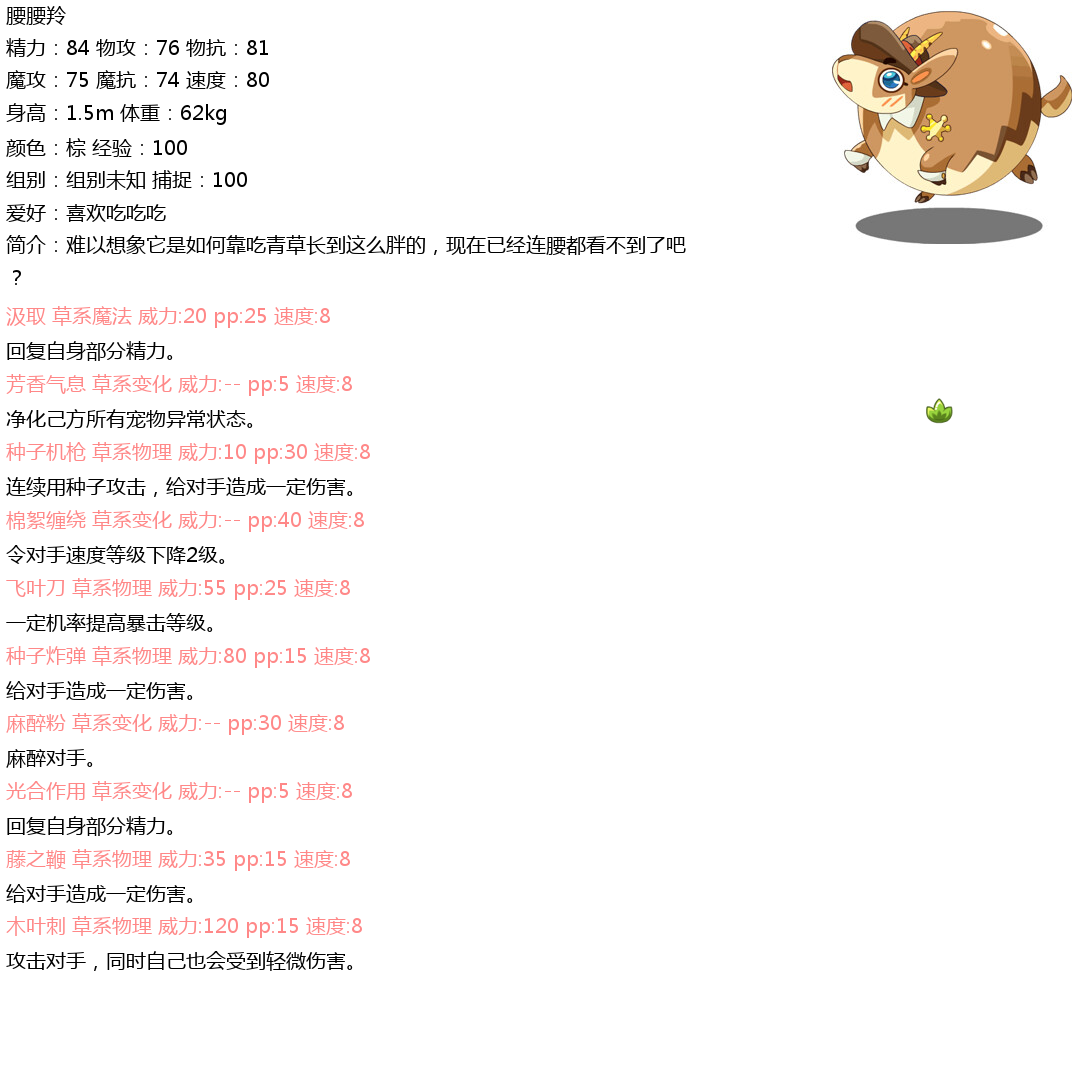 腰腰羚
精力：84 物攻：76 物抗：81
魔攻：75 魔抗：74 速度：80
身高：1.5m 体重：62kg
颜色：棕 经验：100
组别：组别未知 捕捉：100
爱好：喜欢吃吃吃
简介：难以想象它是如何靠吃青草长到这么胖的，现在已经连腰都看不到了吧
？
汲取 草系魔法 威力:20 pp:25 速度:8
回复自身部分精力。
芳香气息 草系变化 威力:-- pp:5 速度:8
净化己方所有宠物异常状态。
种子机枪 草系物理 威力:10 pp:30 速度:8
连续用种子攻击，给对手造成一定伤害。
棉絮缠绕 草系变化 威力:-- pp:40 速度:8
令对手速度等级下降2级。
飞叶刀 草系物理 威力:55 pp:25 速度:8
一定机率提高暴击等级。
种子炸弹 草系物理 威力:80 pp:15 速度:8
给对手造成一定伤害。
麻醉粉 草系变化 威力:-- pp:30 速度:8
麻醉对手。
光合作用 草系变化 威力:-- pp:5 速度:8
回复自身部分精力。
藤之鞭 草系物理 威力:35 pp:15 速度:8
给对手造成一定伤害。
木叶刺 草系物理 威力:120 pp:15 速度:8
攻击对手，同时自己也会受到轻微伤害。